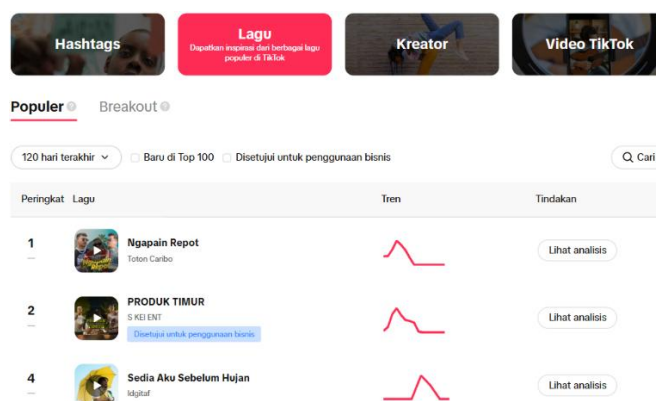 Hashtags
Lagu
Dapatkan inspirasi dari berbagai lagu
populer di TikTok
Kreator
Video TikTok
Populer
Breakout
120 hari terakhir
Baru di Top 100
Disetujui untuk penggunaan bisnis
Cari
Peringkat
Lagu
Tren
Tindakan
1
Ngapain Repot
Toton Caribo
Lihat analisis
2
PRODUK TIMUR
S KEI ENT
Disetujui untuk penggunaan bisnis
Lihat analisis
4
Sedia Aku Sebelum Hujan
Idgitaf
Lihat analisis